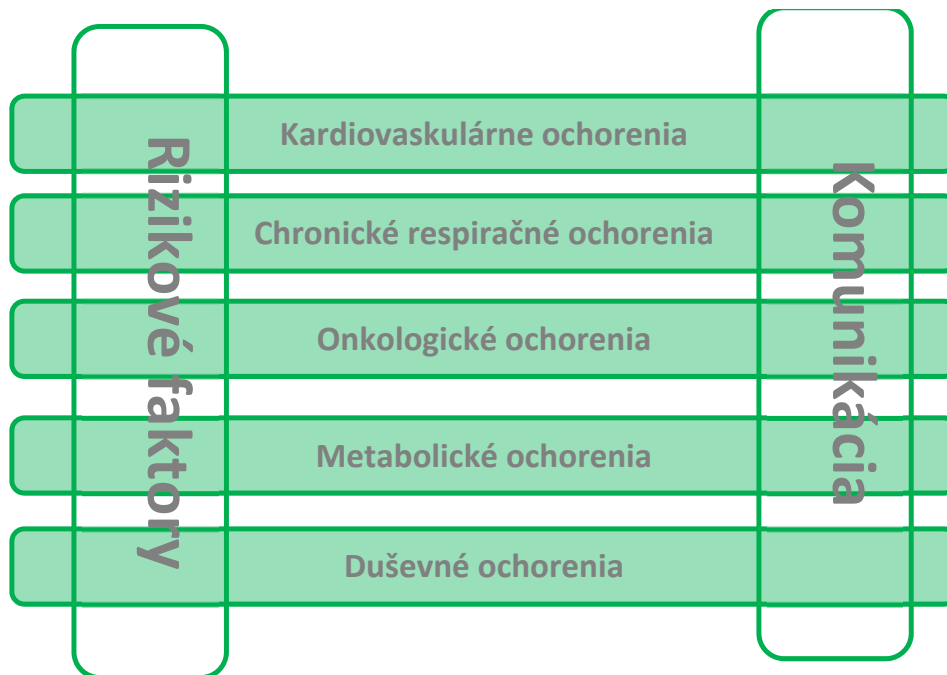 Rizikové faktory
Kardiovaskulárne ochorenia
Chronické respiračné ochorenia
Onkologické ochorenia
Metabolické ochorenia
Duševné ochorenia
Komunikácia